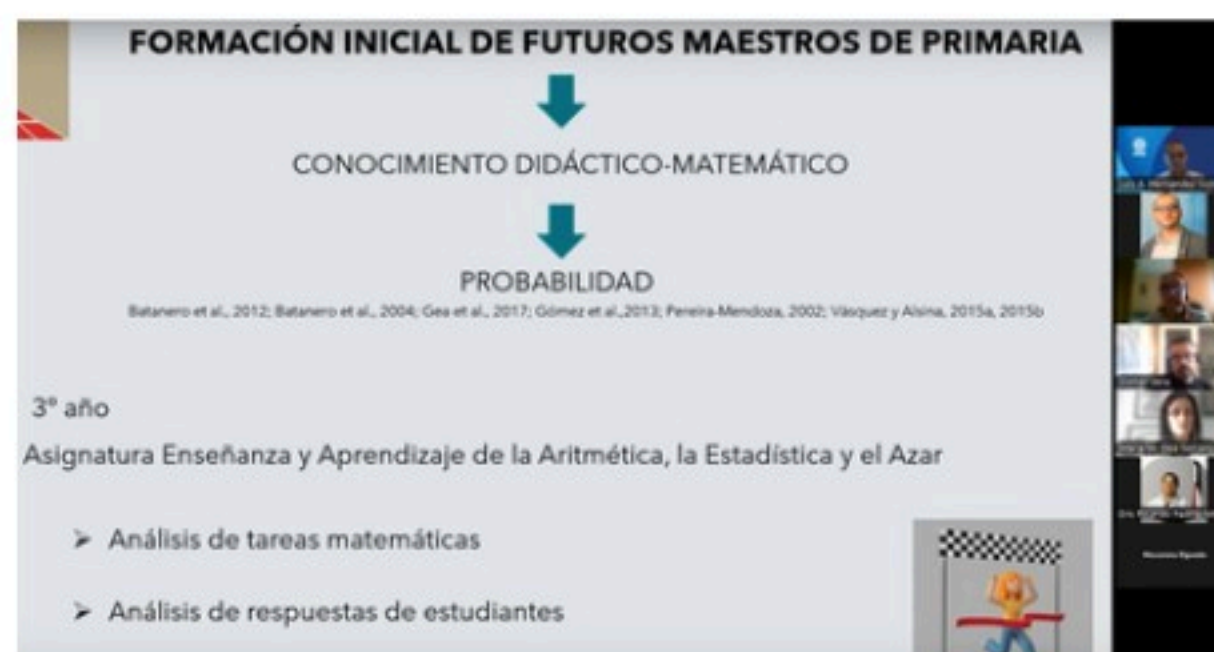 FORMACIÓN INICIAL DE FUTUROS MAESTROS DE PRIMARIA
CONOCIMIENTO DIDÁCTICO-MATEMÁTICO
PROBABILIDAD
Batanero et al., 2012; Batanero et al., 2004; Gea et al., 2017; Gómez et al.,2013; Pereira-Mendoza, 2002; Vásquez y Alsina, 2015a, 2015b
3º año
Asignatura Enseñanza y Aprendizaje de la Aritmética, la Estadística y el Azar
➢ Análisis de tareas matemáticas
➢ Análisis de respuestas de estudiantes